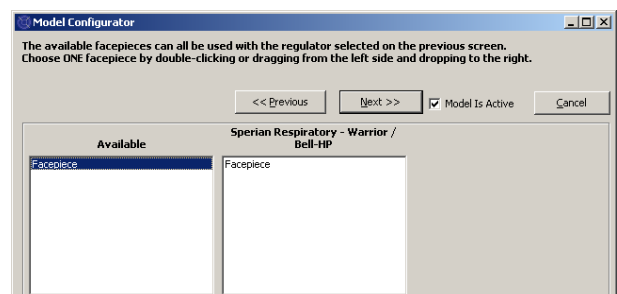 Model Configurator
The available facepieces can all be used with the regulator selected on the previous screen.
Choose ONE facepiece by double-clicking or dragging from the left side and dropping to the right.
<< Previous
Next >>
Model Is Active
Cancel
Available
Sperian Respiratory - Warrior /
Bell-HP
Facepiece
Facepiece